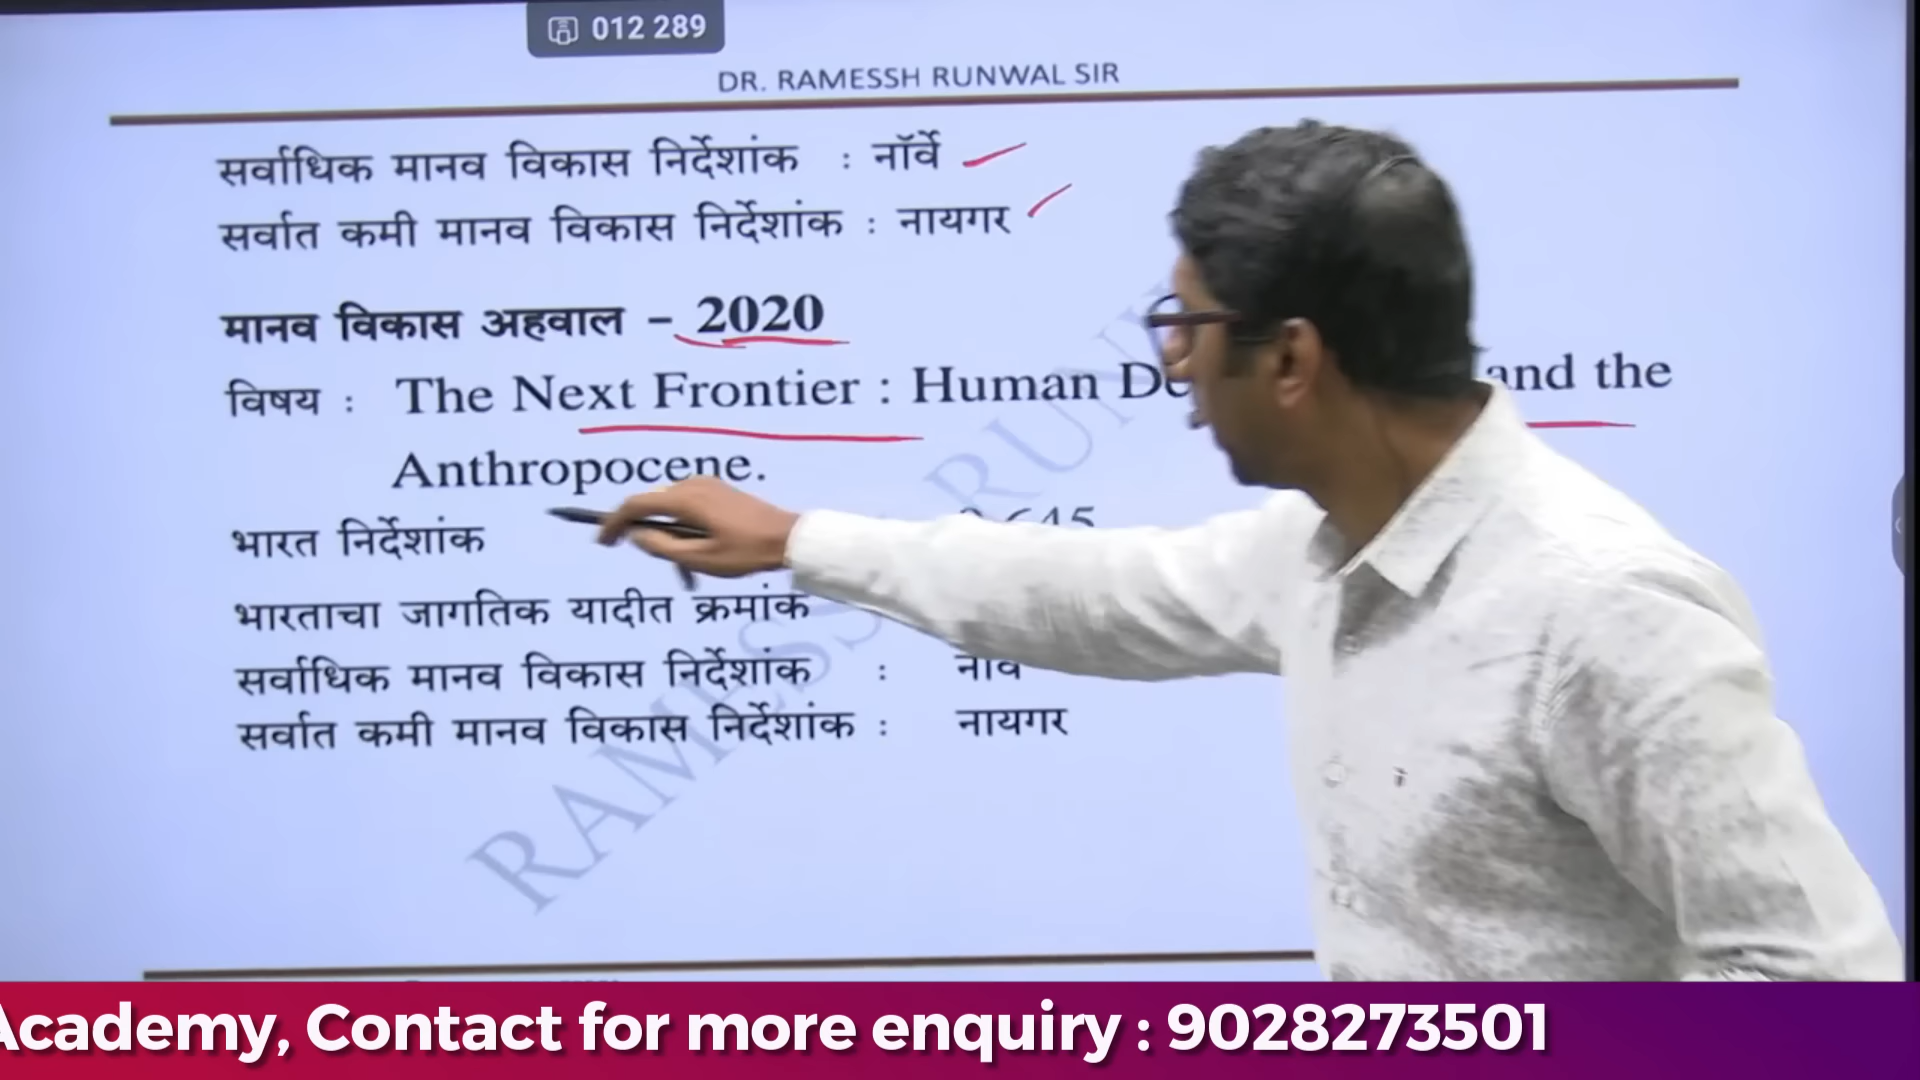 012 289
DR. RAMESSH RUNWAL SIR
सर्वाधिक मानव विकास निर्देशांक : नॉर्वे
सर्वात कमी मानव विकास निर्देशांक : नायगर
मानव विकास अहवाल – 2020
विषय : The Next Frontier : Human and the
Anthropocene.
भारत निर्देशांक
भारताचा जागतिक यादीत क्रमांक
सर्वाधिक मानव विकास निर्देशांक :
सर्वात कमी मानव विकास निर्देशांक : नायगर
Academy, Contact for more enquiry : 9028273501